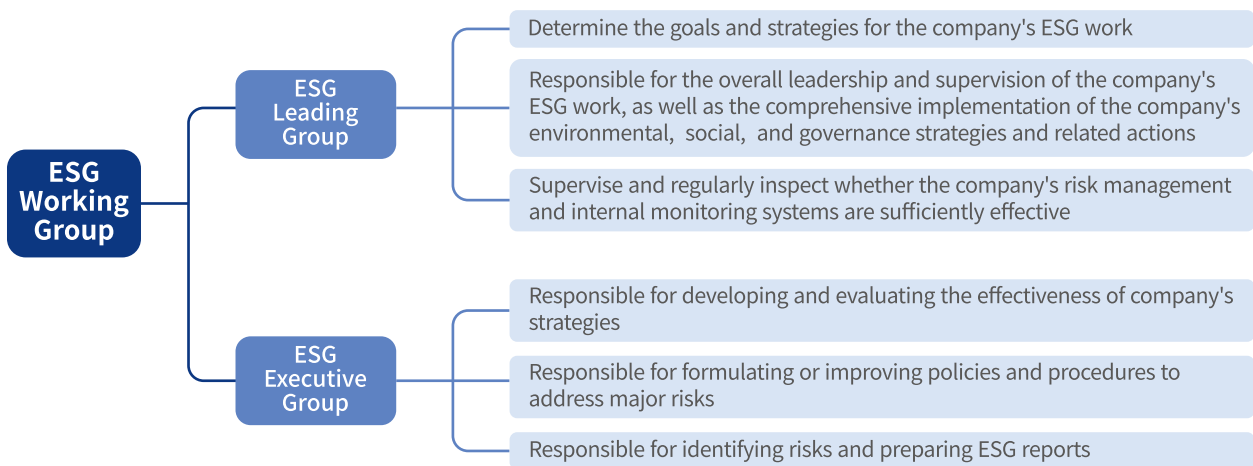 ESG
Working
Group
ESG
Leading
Group
Determine the goals and strategies for the company's ESG work
Responsible for the overall leadership and supervision of the company's
ESG work, as well as the comprehensive implementation of the company's
environmental, social, and governance strategies and related actions
Supervise and regularly inspect whether the company's risk management
and internal monitoring systems are sufficiently effective
ESG
Executive
Group
Responsible for developing and evaluating the effectiveness of company's
strategies
Responsible for formulating or improving policies and procedures to
address major risks
Responsible for identifying risks and preparing ESG reports